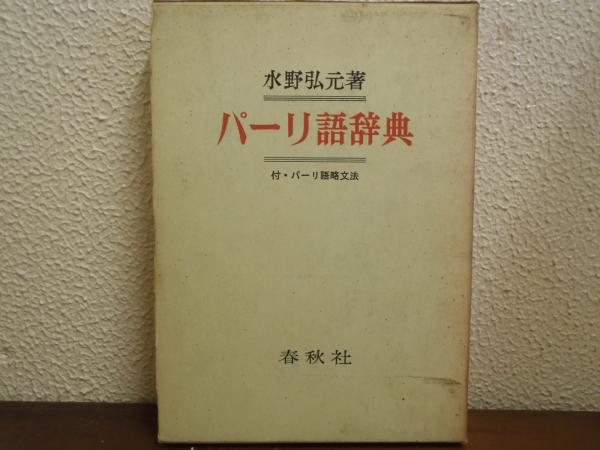 水野弘元著
パーリ語辞典
付・パーリ語略文法
春秋社